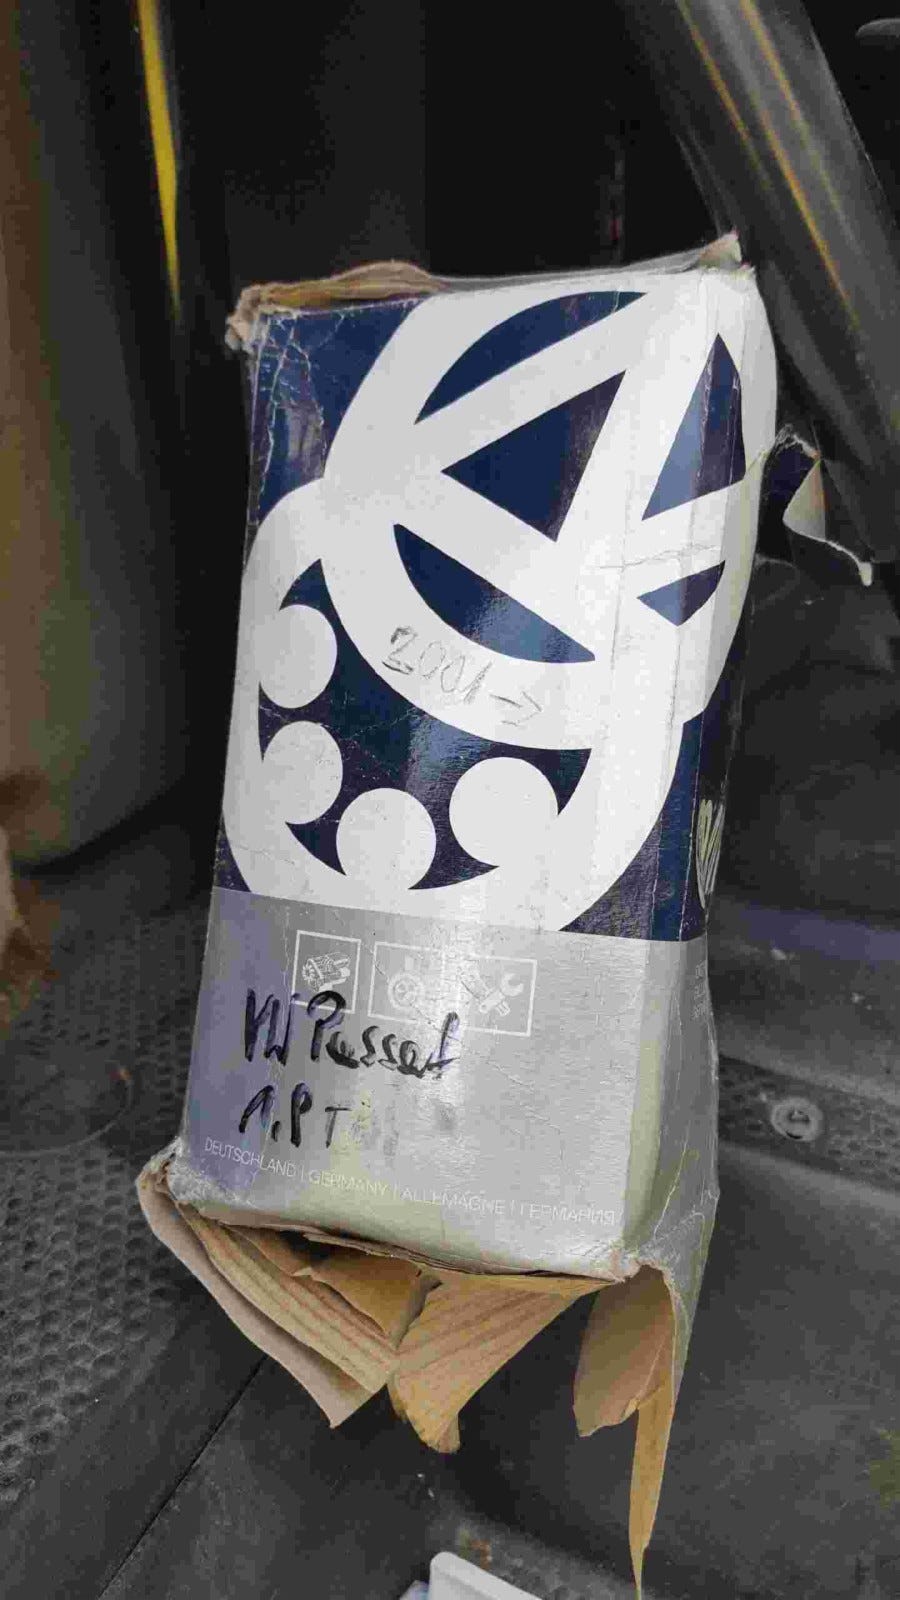 2001->
VW Passat
DEUTSCHLAND | GERMANY | ALLEMAGNE | ГЕРМАНИЯ